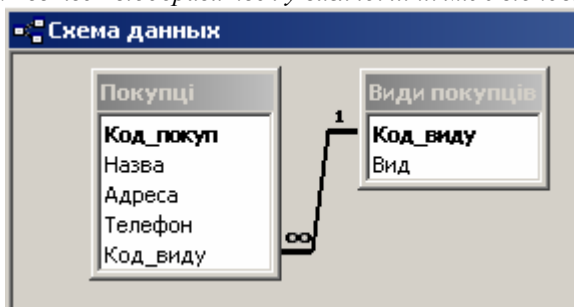 Схема данных
Покупці
Код_покуп
Назва
Адреса
Телефон
Код_виду
Види покупців
Код_виду
Вид
1
∞